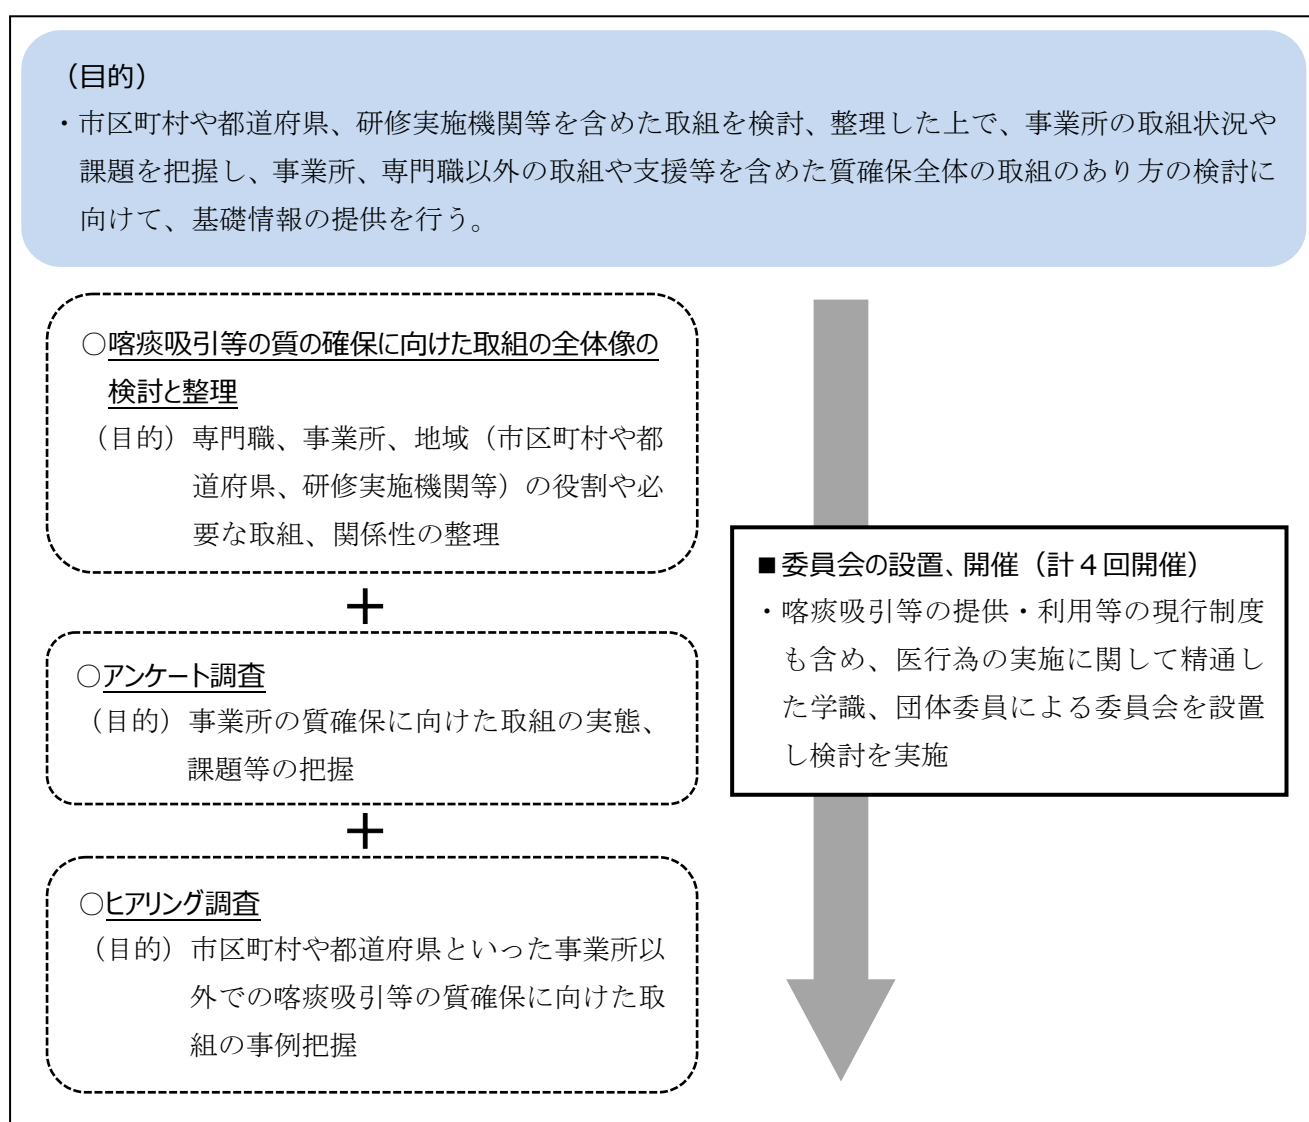 （目的）
・市区町村や都道府県、研修実施機関等を含めた取組を検討、整理した上で、事業所の取組状況や
課題を把握し、事業所、専門職以外の取組や支援等を含めた質確保全体の取組のあり方の検討に
向けて、基礎情報の提供を行う。
○喀痰吸引等の質の確保に向けた取組の全体像の
検討と整理
（目的）専門職、事業所、地域（市区町村や都
道府県、研修実施機関等）の役割や必
要な取組、関係性の整理
＋
○アンケート調査
（目的）事業所の質確保に向けた取組の実態、
課題等の把握
＋
○ヒアリング調査
（目的）市区町村や都道府県といった事業所以
外での喀痰吸引等の質確保に向けた取
組の事例把握
■委員会の設置、開催（計４回開催）
・喀痰吸引等の提供・利用等の現行制度
も含め、医行為の実施に関して精通し
た学識、団体委員による委員会を設置
し検討を実施